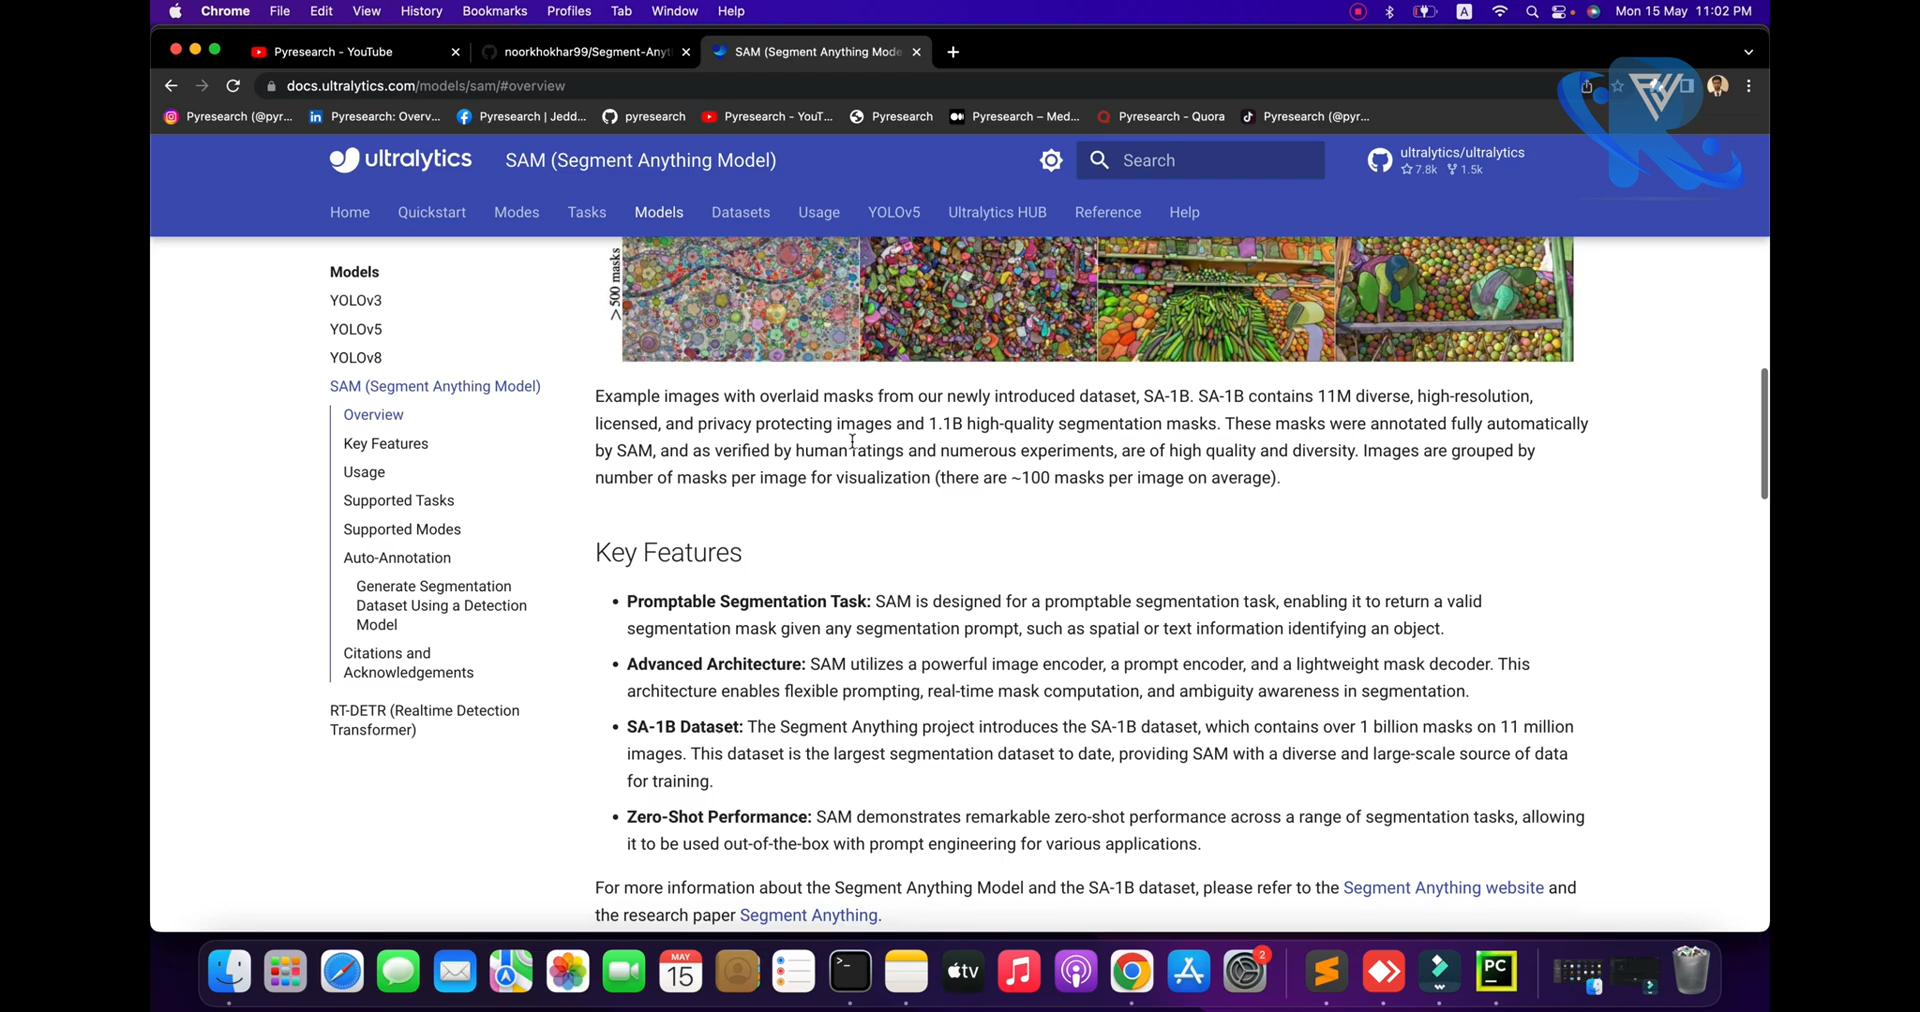 Chrome File Edit View History Bookmarks Profiles Tab Window Help A Mon 15 May 11:02 PM
Pyresearch - YouTube noorkhokhar99/Segment-Anyt SAM (Segment Anything Mode
docs.ultralytics.com/models/sam/#overview
Pyresearch (@pyr... Pyresearch: Overv... Pyresearch | Jedd... pyresearch Pyresearch - YouT... Pyresearch Pyresearch – Med... Pyresearch - Quora Pyresearch (@pyr...
ultralytics SAM (Segment Anything Model) Search ultralytics/ultralytics
7.8k 1.5k
Home Quickstart Modes Tasks Models Datasets Usage YOLOv5 Ultralytics HUB Reference Help
Models
YOLOv3
YOLOv5
YOLOv8
SAM (Segment Anything Model)
Overview
Key Features
Usage
Supported Tasks
Supported Modes
Auto-Annotation
Generate Segmentation
Dataset Using a Detection
Model
Citations and
Acknowledgements
RT-DETR (Realtime Detection
Transformer)
>500 masks
Example images with overlaid masks from our newly introduced dataset, SA-1B. SA-1B contains 11M diverse, high-resolution,
licensed, and privacy protecting images and 1.1B high-quality segmentation masks. These masks were annotated fully automatically
by SAM, and as verified by human ratings and numerous experiments, are of high quality and diversity. Images are grouped by
number of masks per image for visualization (there are ~100 masks per image on average).
Key Features
• Promptable Segmentation Task: SAM is designed for a promptable segmentation task, enabling it to return a valid
segmentation mask given any segmentation prompt, such as spatial or text information identifying an object.
• Advanced Architecture: SAM utilizes a powerful image encoder, a prompt encoder, and a lightweight mask decoder. This
architecture enables flexible prompting, real-time mask computation, and ambiguity awareness in segmentation.
• SA-1B Dataset: The Segment Anything project introduces the SA-1B dataset, which contains over 1 billion masks on 11 million
images. This dataset is the largest segmentation dataset to date, providing SAM with a diverse and large-scale source of data
for training.
• Zero-Shot Performance: SAM demonstrates remarkable zero-shot performance across a range of segmentation tasks, allowing
it to be used out-of-the-box with prompt engineering for various applications.
For more information about the Segment Anything Model and the SA-1B dataset, please refer to the Segment Anything website and
the research paper Segment Anything.
MAY
15
tv
2
PC